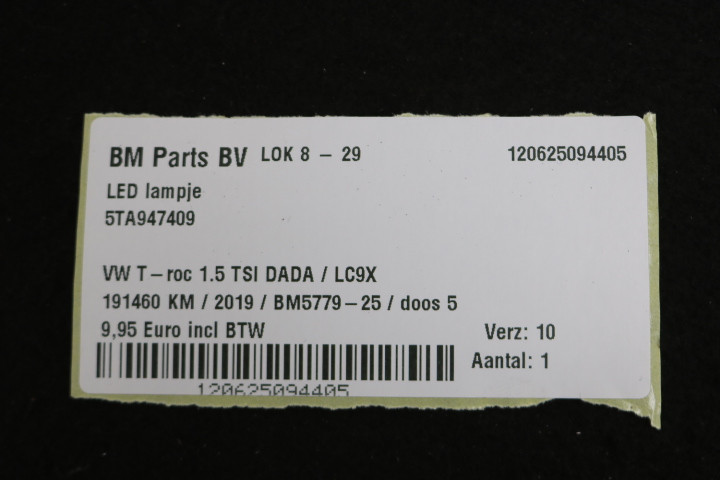 BM Parts BV LOK 8 - 29 120625094405
LED lampje
5TA947409
VW T-roc 1.5 TSI DADA / LC9X
191460 KM / 2019 / BM5779-25 / doos 5
9,95 Euro incl BTW Verz: 10
Aantal: 1
120625094405